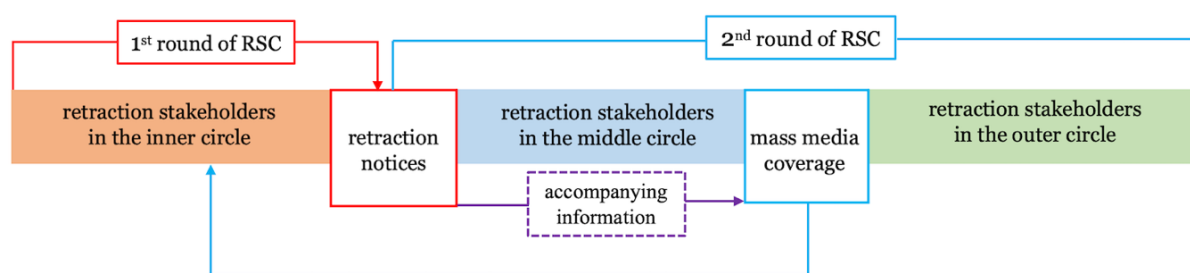 1st round of RSC
2nd round of RSC
retraction stakeholders
in the inner circle
retraction
notices
retraction stakeholders
in the middle circle
mass media
coverage
retraction stakeholders
in the outer circle
accompanying
information